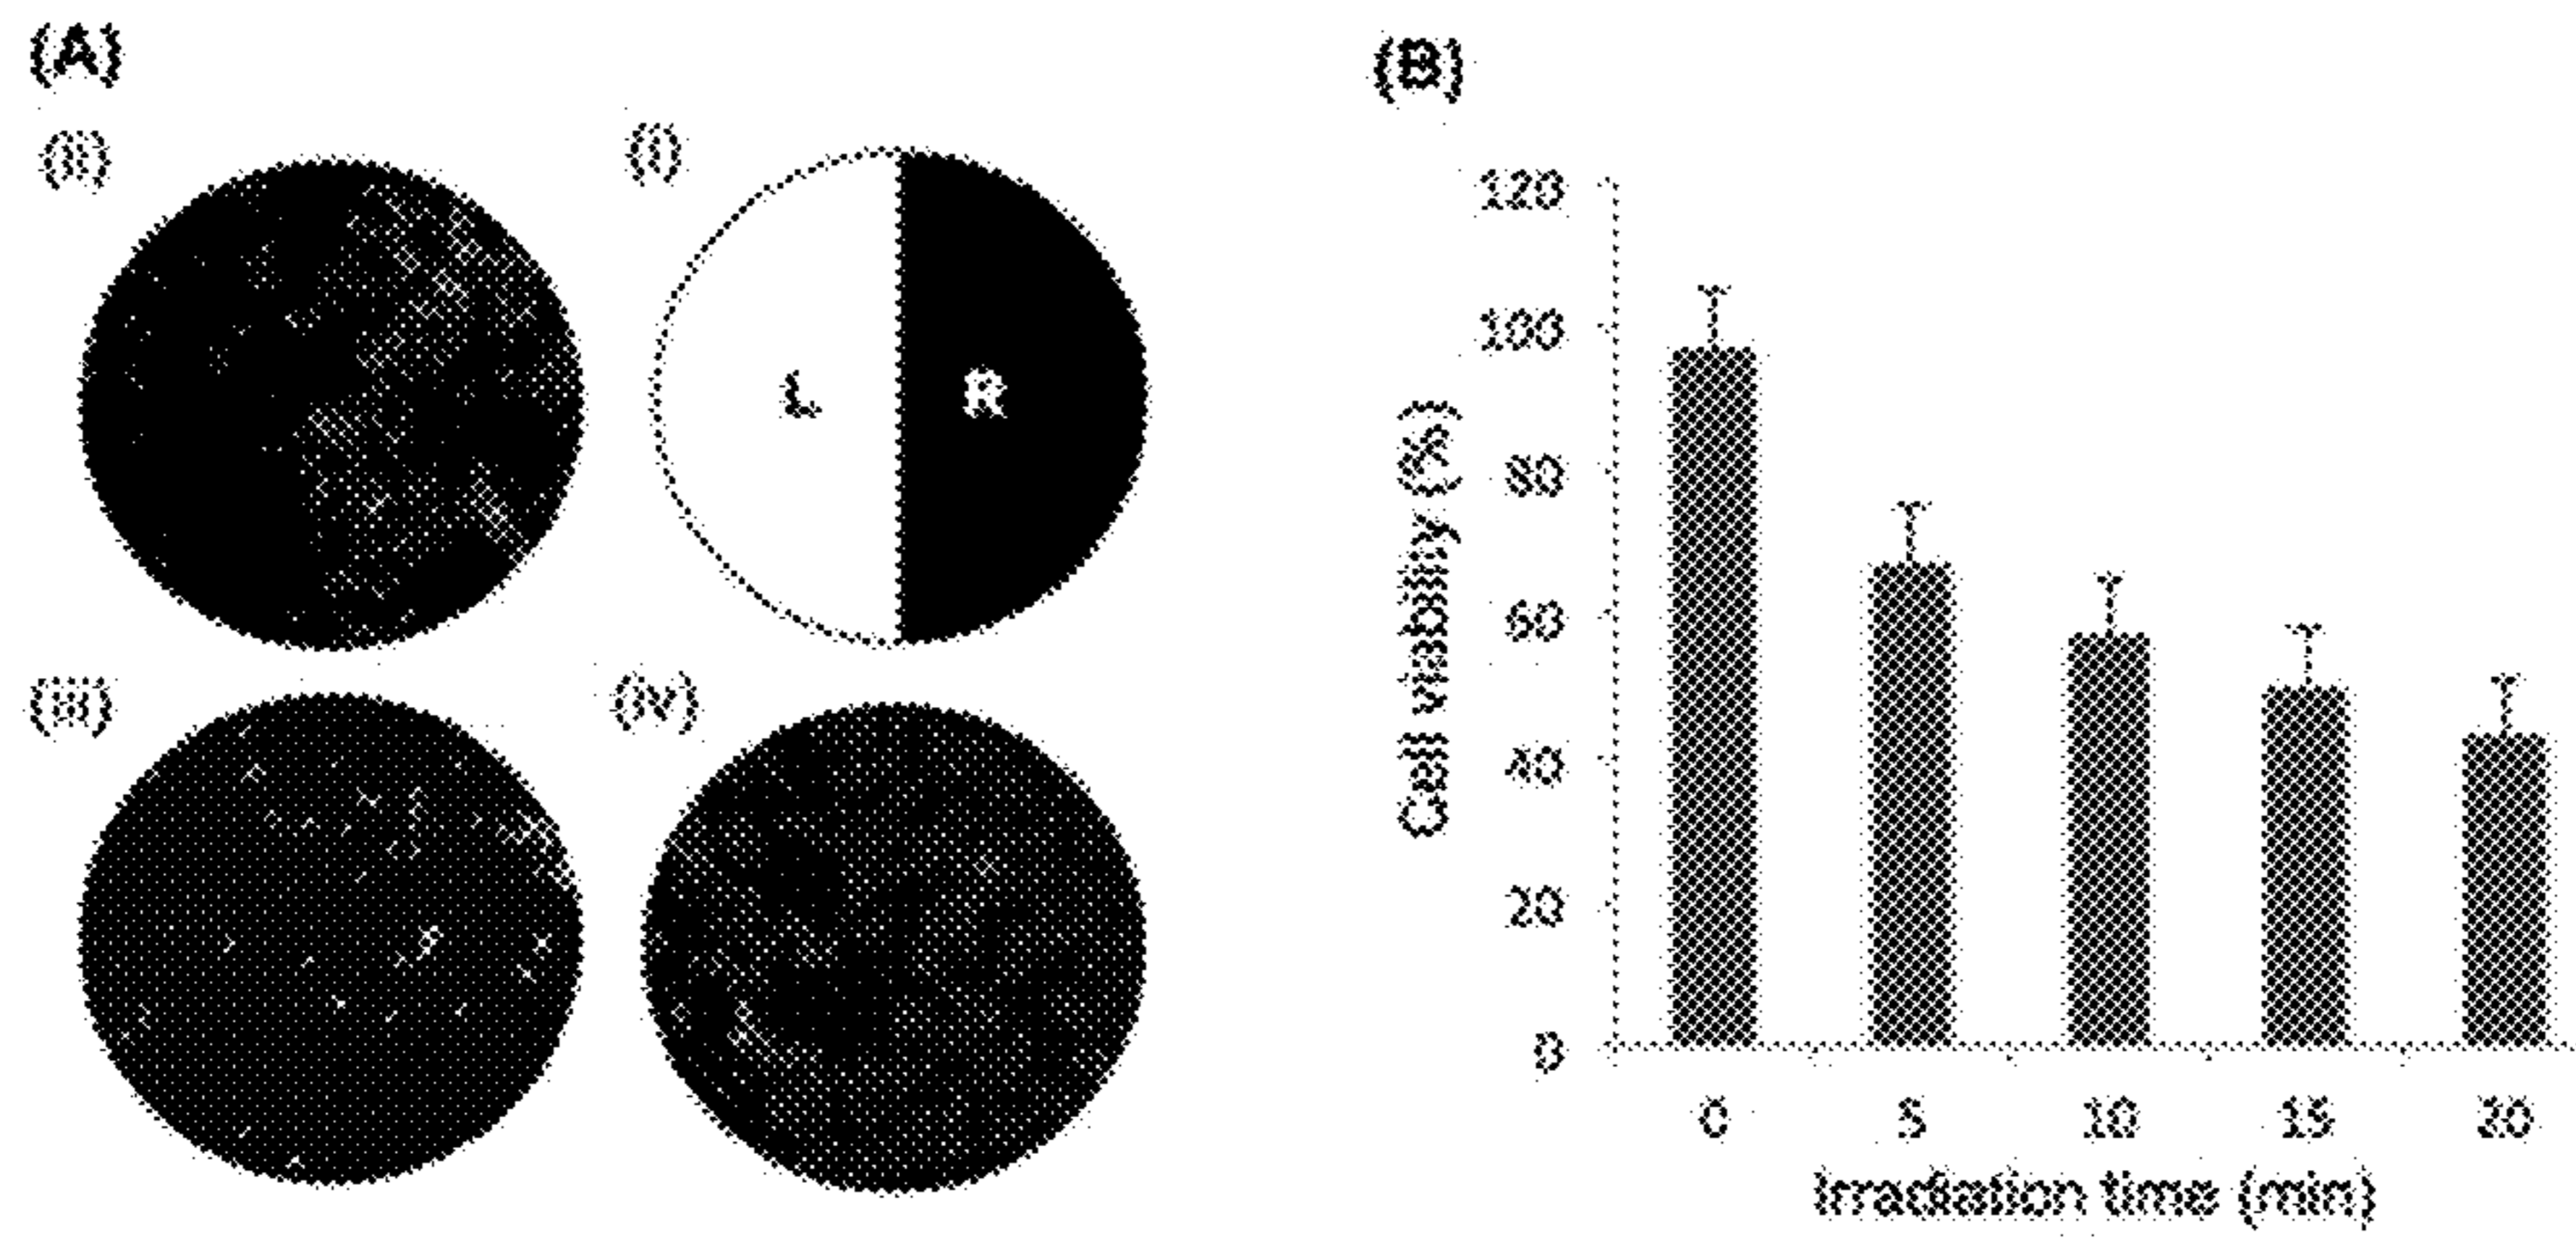 (A)
(ii)
(i)
L
R
(iii)
(iv)
(B)
Cell viability (%)
120
100
80
60
40
20
0
0 5 10 15 20
Irradiation time (min)